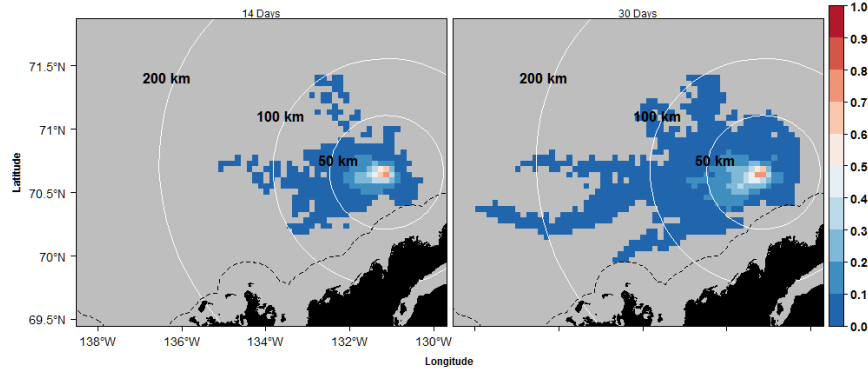 14 Days
30 Days
200 km
100 km
50 km
200 km
100 km
50 km
71.5°N
71°N
70.5°N
70°N
69.5°N
Latitude
138°W
136°W
134°W
132°W
130°W
Longitude
1.0
0.9
0.8
0.7
0.6
0.5
0.4
0.3
0.2
0.1
0.0